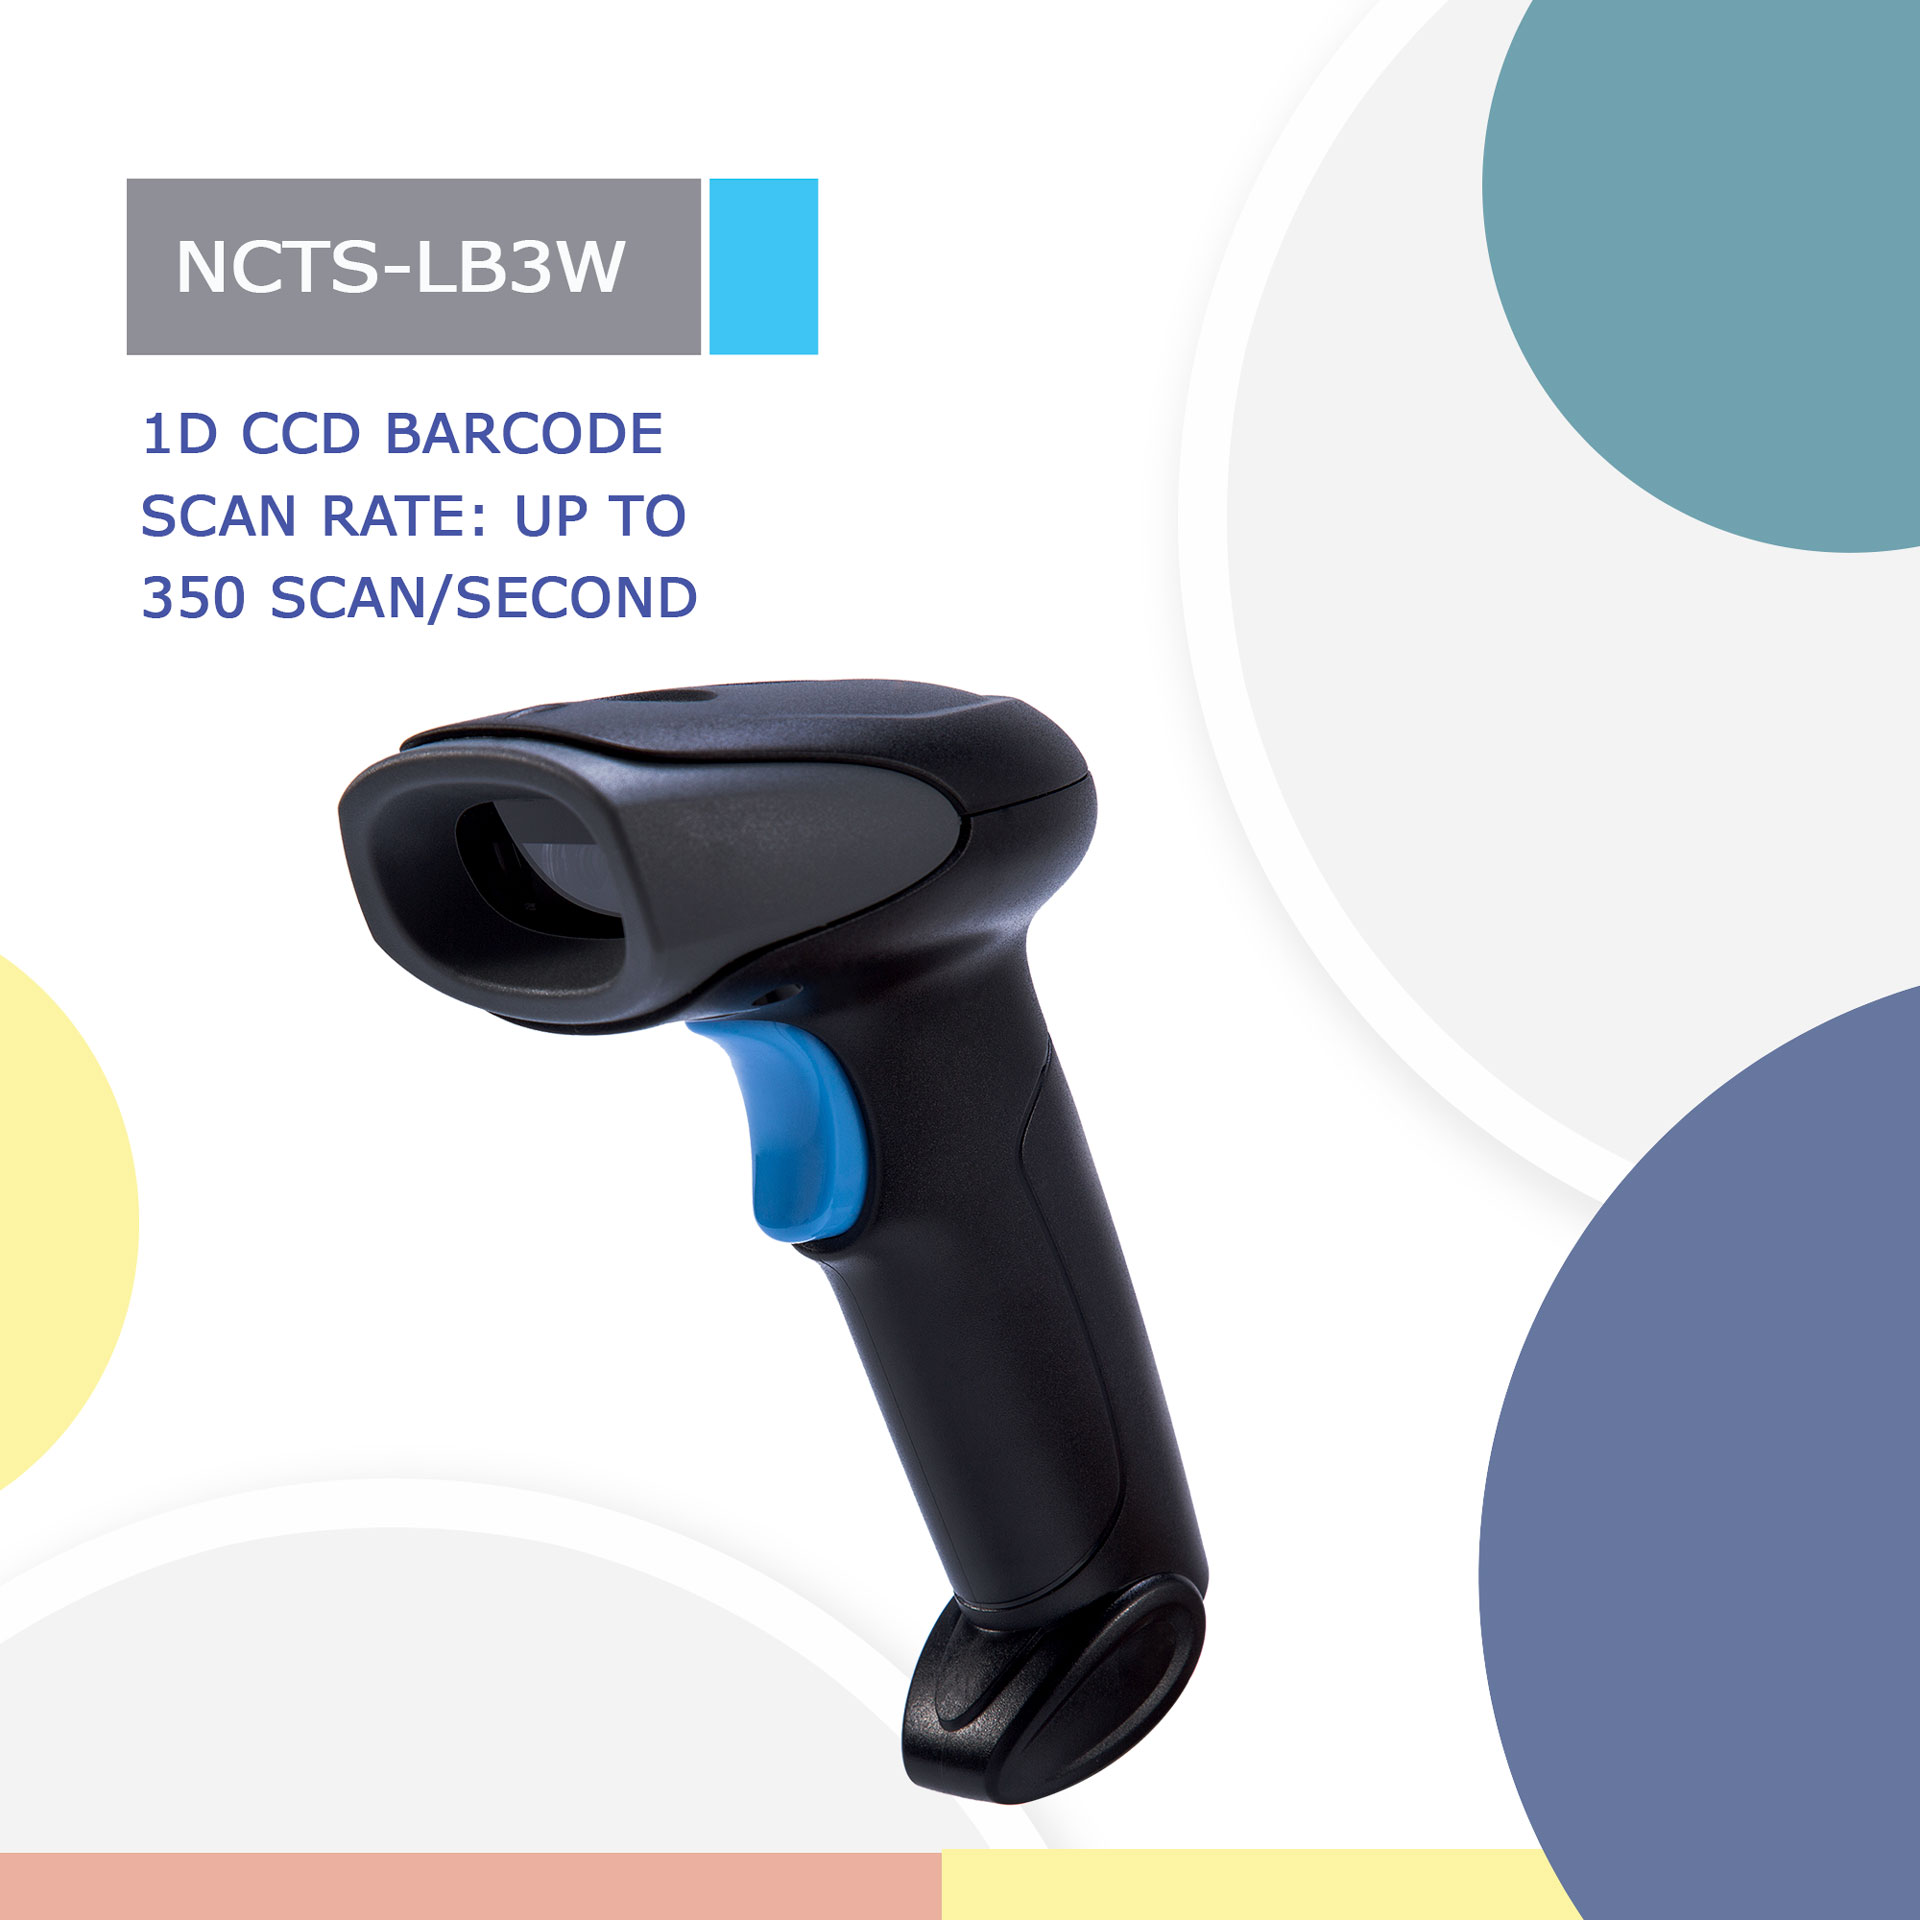 NCTS-LB3W
1D CCD BARCODE
SCAN RATE: UP TO
350 SCAN/SECOND